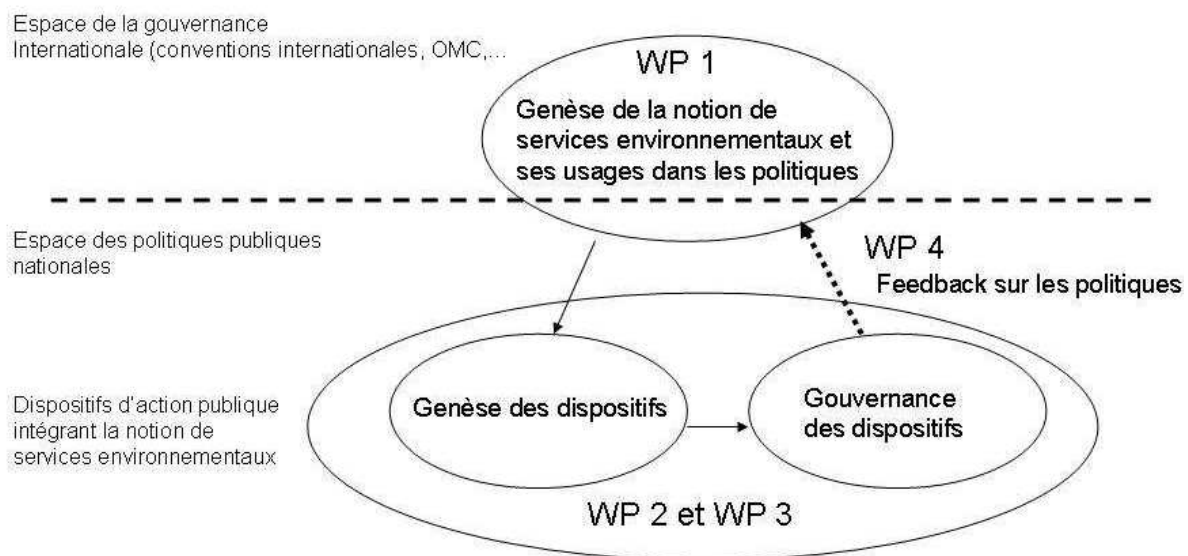 Espace de la gouvernance
Internationale (conventions internationales, OMC,...
WP 1
Genèse de la notion de
services environnementaux et
ses usages dans les politiques
Espace des politiques publiques
nationales
WP 4
Feedback sur les politiques
Dispositifs d'action publique
intégrant la notion de
services environnementaux
Genèse des dispositifs
Gouvernance
des dispositifs
WP 2 et WP 3